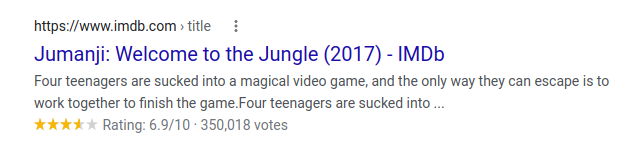 https://www.imdb.com › title
Jumanji: Welcome to the Jungle (2017) - IMDb
Four teenagers are sucked into a magical video game, and the only way they can escape is to
work together to finish the game.Four teenagers are sucked into ...
Rating: 6.9/10 · 350,018 votes